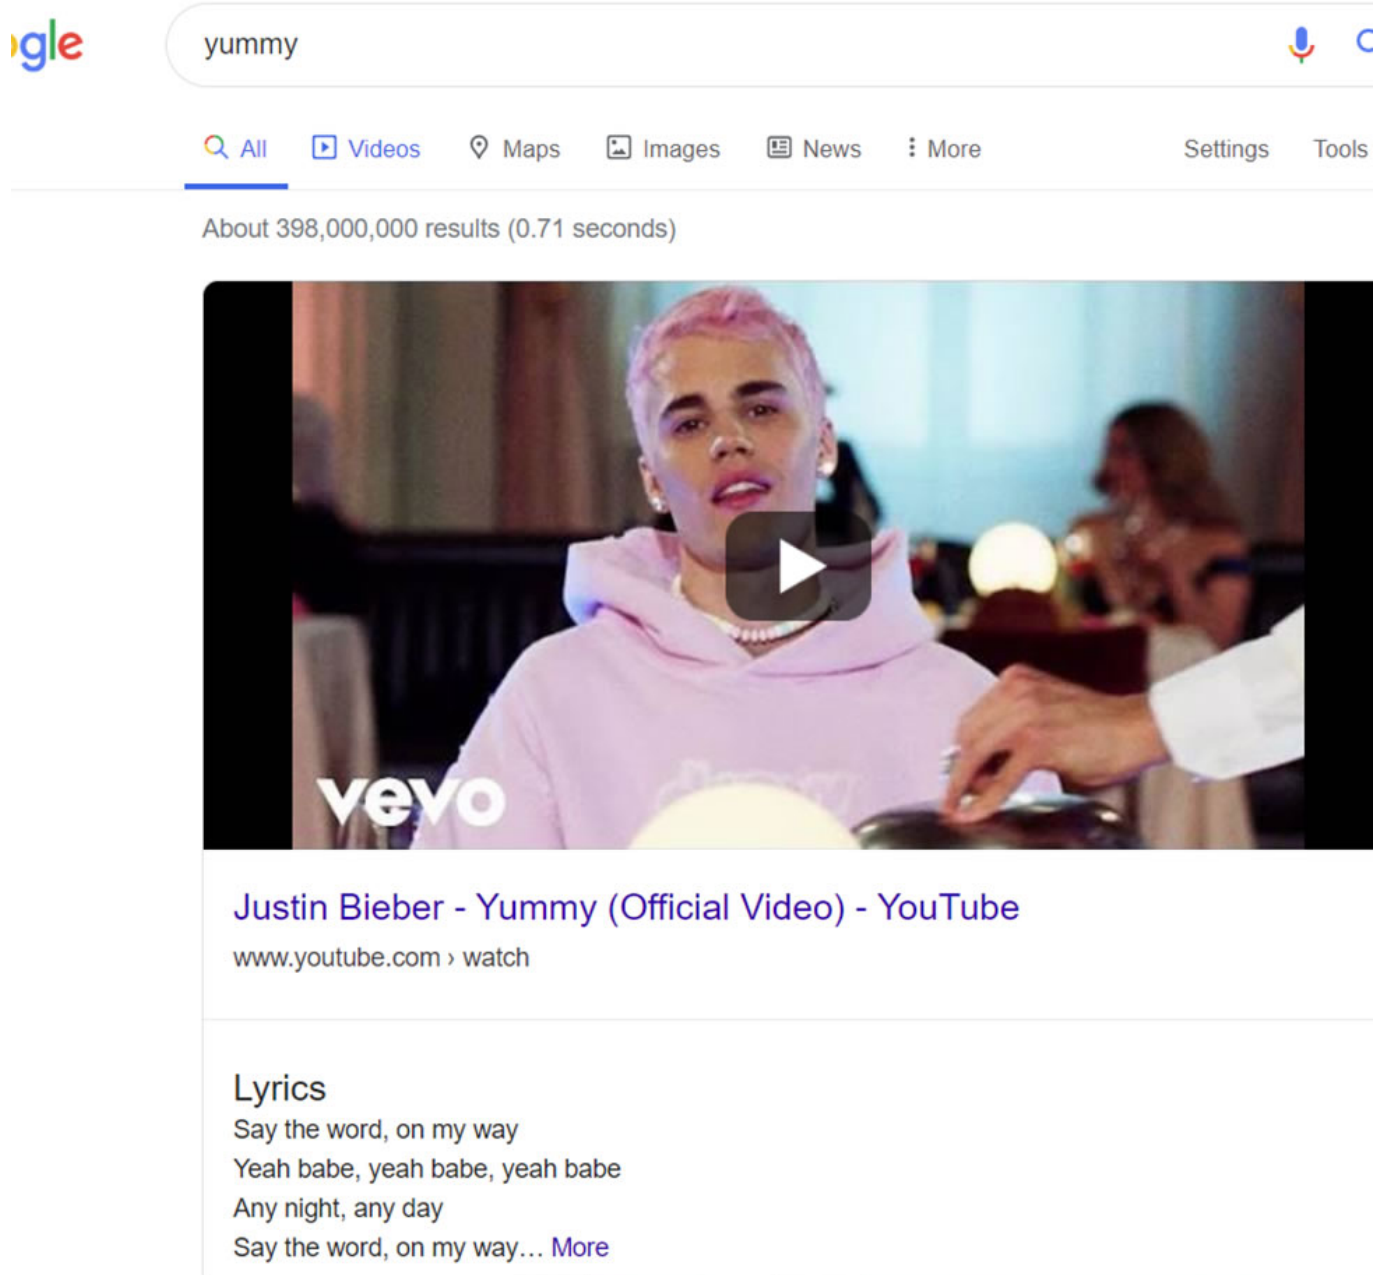 gle
yummy
All Videos Maps Images News More Settings Tools
About 398,000,000 results (0.71 seconds)
vevo
Justin Bieber - Yummy (Official Video) - YouTube
www.youtube.com › watch
Lyrics
Say the word, on my way
Yeah babe, yeah babe, yeah babe
Any night, any day
Say the word, on my way… More